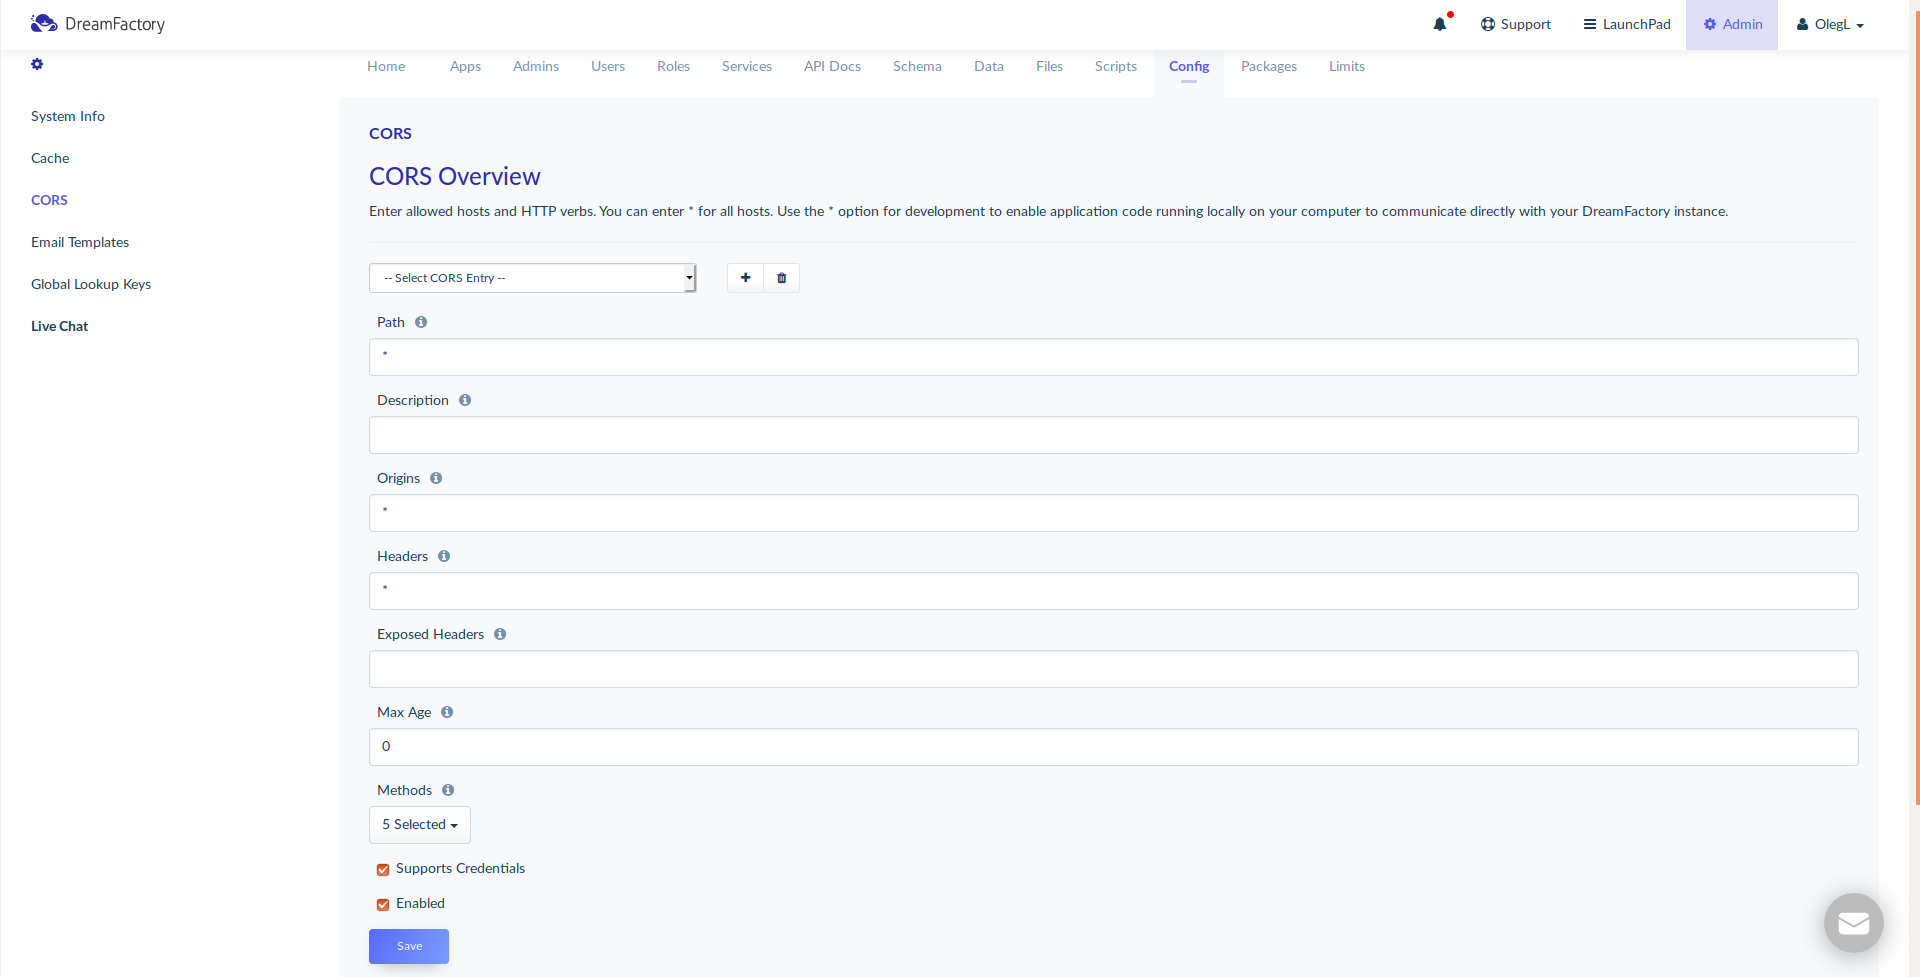 DreamFactory
Support
LaunchPad
Admin
OlegL
Home Apps Admins Users Roles Services API Docs Schema Data Files Scripts Config Packages Limits
System Info
Cache
CORS
Email Templates
Global Lookup Keys
Live Chat
CORS
CORS Overview
Enter allowed hosts and HTTP verbs. You can enter * for all hosts. Use the * option for development to enable application code running locally on your computer to communicate directly with your DreamFactory instance.
-- Select CORS Entry --
Path
*
Description
Origins
*
Headers
*
Exposed Headers
Max Age
0
Methods
5 Selected
Supports Credentials
Enabled
Save